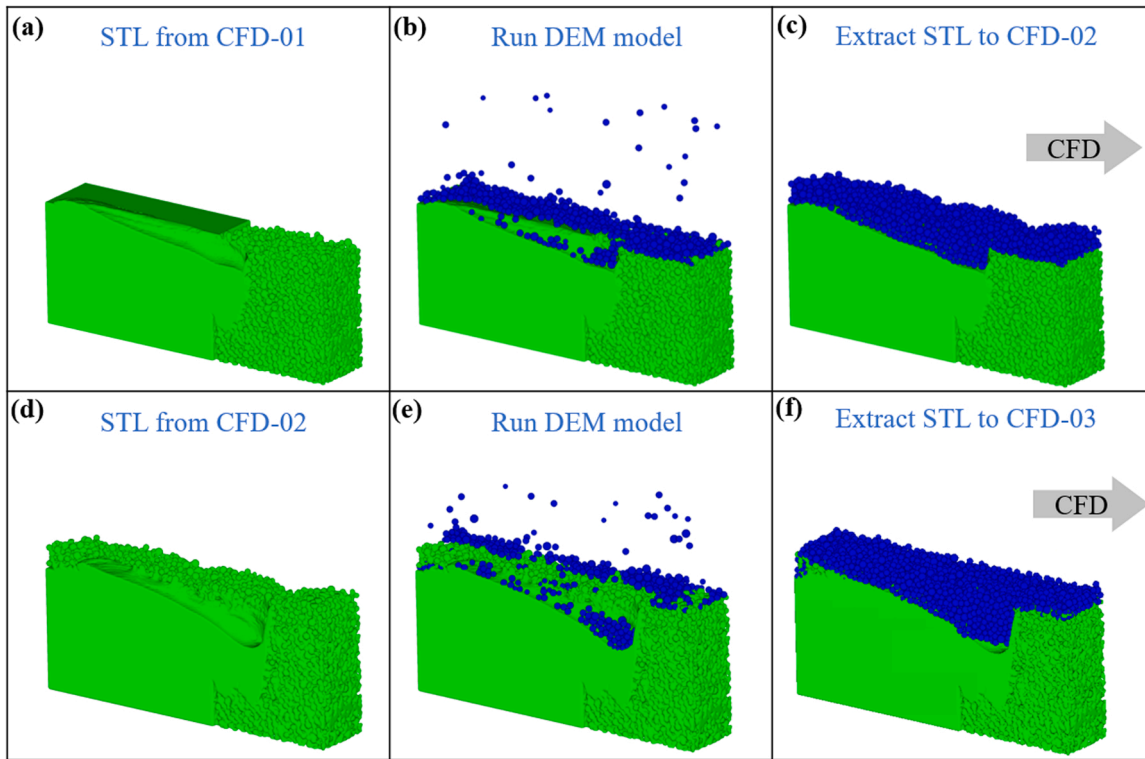 (a) STL from CFD-01
(b) Run DEM model
(c) Extract STL to CFD-02
CFD
(d) STL from CFD-02
(e) Run DEM model
(f) Extract STL to CFD-03
CFD